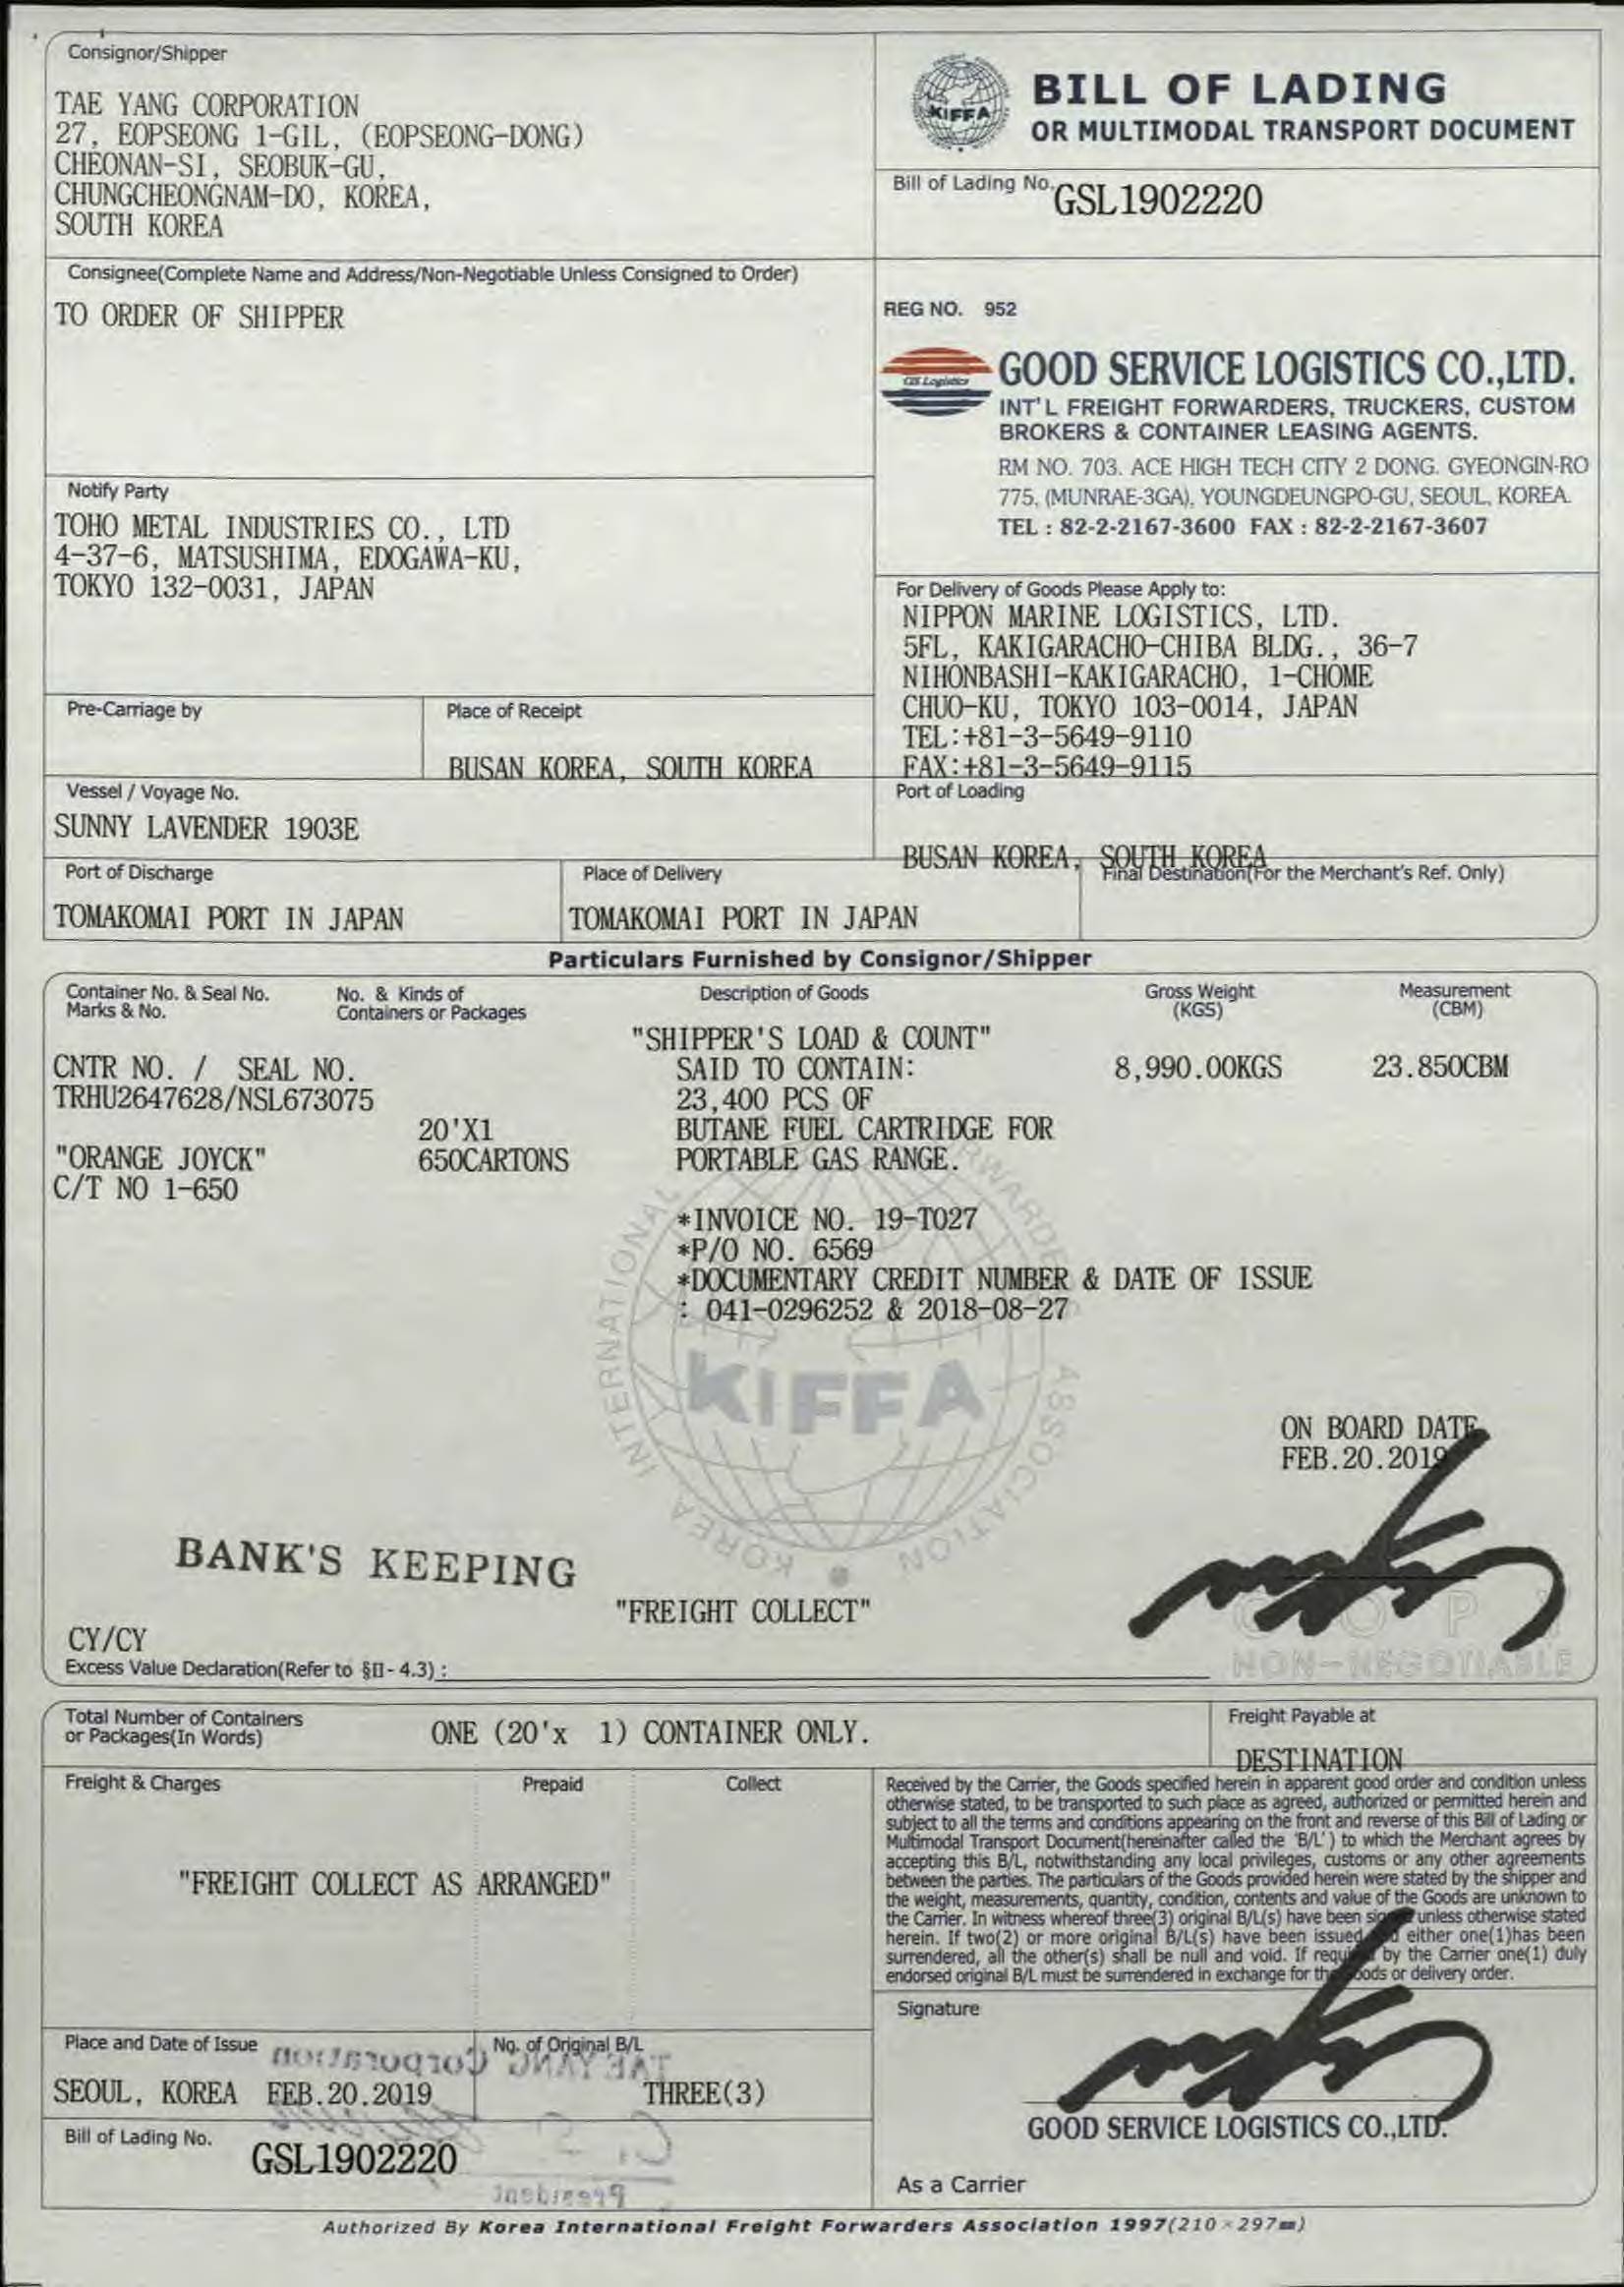 Consignor/Shipper
TAE YANG CORPORATION
27, EOPSEONG 1-GIL, (EOPSEONG-DONG)
CHEONAN-SI, SEOBUK-GU,
CHUNGCHEONGNAM-DO, KOREA,
SOUTH KOREA
KIFFA
BILL OF LADING
OR MULTIMODAL TRANSPORT DOCUMENT
Bill of Lading No.
GSL1902220
Consignee(Complete Name and Address/Non-Negotiable Unless Consigned to Order)
TO ORDER OF SHIPPER
REG NO. 952
GS Logistics
GOOD SERVICE LOGISTICS CO.,LTD.
INT'L FREIGHT FORWARDERS, TRUCKERS, CUSTOM
BROKERS & CONTAINER LEASING AGENTS.
RM NO. 703. ACE HIGH TECH CITY 2 DONG. GYEONGIN-RO
775, (MUNRAE-3GA), YOUNGDEUNGPO-GU, SEOUL, KOREA.
TEL : 82-2-2167-3600 FAX : 82-2-2167-3607
Notify Party
TOHO METAL INDUSTRIES CO., LTD
4-37-6, MATSUSHIMA, EDOGAWA-KU,
TOKYO 132-0031, JAPAN
For Delivery of Goods Please Apply to:
NIPPON MARINE LOGISTICS, LTD.
5FL, KAKIGARACHO-CHIBA BLDG., 36-7
NIHONBASHI-KAKIGARACHO, 1-CHOME
CHUO-KU, TOKYO 103-0014, JAPAN
TEL:+81-3-5649-9110
FAX:+81-3-5649-9115
Pre-Carriage by
Place of Receipt
BUSAN KOREA, SOUTH KOREA
Vessel / Voyage No.
SUNNY LAVENDER 1903E
Port of Loading
BUSAN KOREA, SOUTH KOREA
Port of Discharge
TOMAKOMAI PORT IN JAPAN
Place of Delivery
TOMAKOMAI PORT IN JAPAN
Final Destination(For the Merchant's Ref. Only)
Particulars Furnished by Consignor/Shipper
Container No. & Seal No.
Marks & No.
No. & Kinds of
Containers or Packages
Description of Goods
Gross Weight
(KGS)
Measurement
(CBM)
"SHIPPER'S LOAD & COUNT"
CNTR NO. / SEAL NO. SAID TO CONTAIN: 8,990.00KGS 23.850CBM
TRHU2647628/NSL673075 23,400 PCS OF
20'X1 BUTANE FUEL CARTRIDGE FOR
"ORANGE JOYCK" 650CARTONS PORTABLE GAS RANGE.
C/T NO 1-650
*INVOICE NO. 19-T027
*P/O NO. 6569
*DOCUMENTARY CREDIT NUMBER & DATE OF ISSUE
: 041-0296252 & 2018-08-27
KIFFA
KOREA INTERNATIONAL FREIGHT FORWARDERS ASSOCIATION
ON BOARD DATE
FEB.20.2019
BANK'S KEEPING
"FREIGHT COLLECT"
COPY
NON-NEGOTIABLE
CY/CY
Excess Value Declaration(Refer to §II- 4.3) :
Total Number of Containers
or Packages(In Words)
ONE (20'x 1) CONTAINER ONLY.
Freight Payable at
DESTINATION
Freight & Charges
Prepaid
Collect
"FREIGHT COLLECT AS ARRANGED"
Received by the Carrier, the Goods specified herein in apparent good order and condition unless
otherwise stated, to be transported to such place as agreed, authorized or permitted herein and
subject to all the terms and conditions appearing on the front and reverse of this Bill of Lading or
Multimodal Transport Document(hereinafter called the 'B/L') to which the Merchant agrees by
accepting this B/L, notwithstanding any local privileges, customs or any other agreements
between the parties. The particulars of the Goods provided herein were stated by the shipper and
the weight, measurements, quantity, condition, contents and value of the Goods are unknown to
the Carrier. In witness whereof three(3) original B/L(s) have been signed unless otherwise stated
herein. If two(2) or more original B/L(s) have been issued and either one(1)has been
surrendered, all the other(s) shall be null and void. If required by the Carrier one(1) duly
endorsed original B/L must be surrendered in exchange for the Goods or delivery order.
Signature
GOOD SERVICE LOGISTICS CO.,LTD.
As a Carrier
Place and Date of Issue
SEOUL, KOREA FEB.20.2019
No. of Original B/L
THREE(3)
TAE YANG Corporation
President
Bill of Lading No.
GSL1902220
Authorized By Korea International Freight Forwarders Association 1997(210×297㎜)